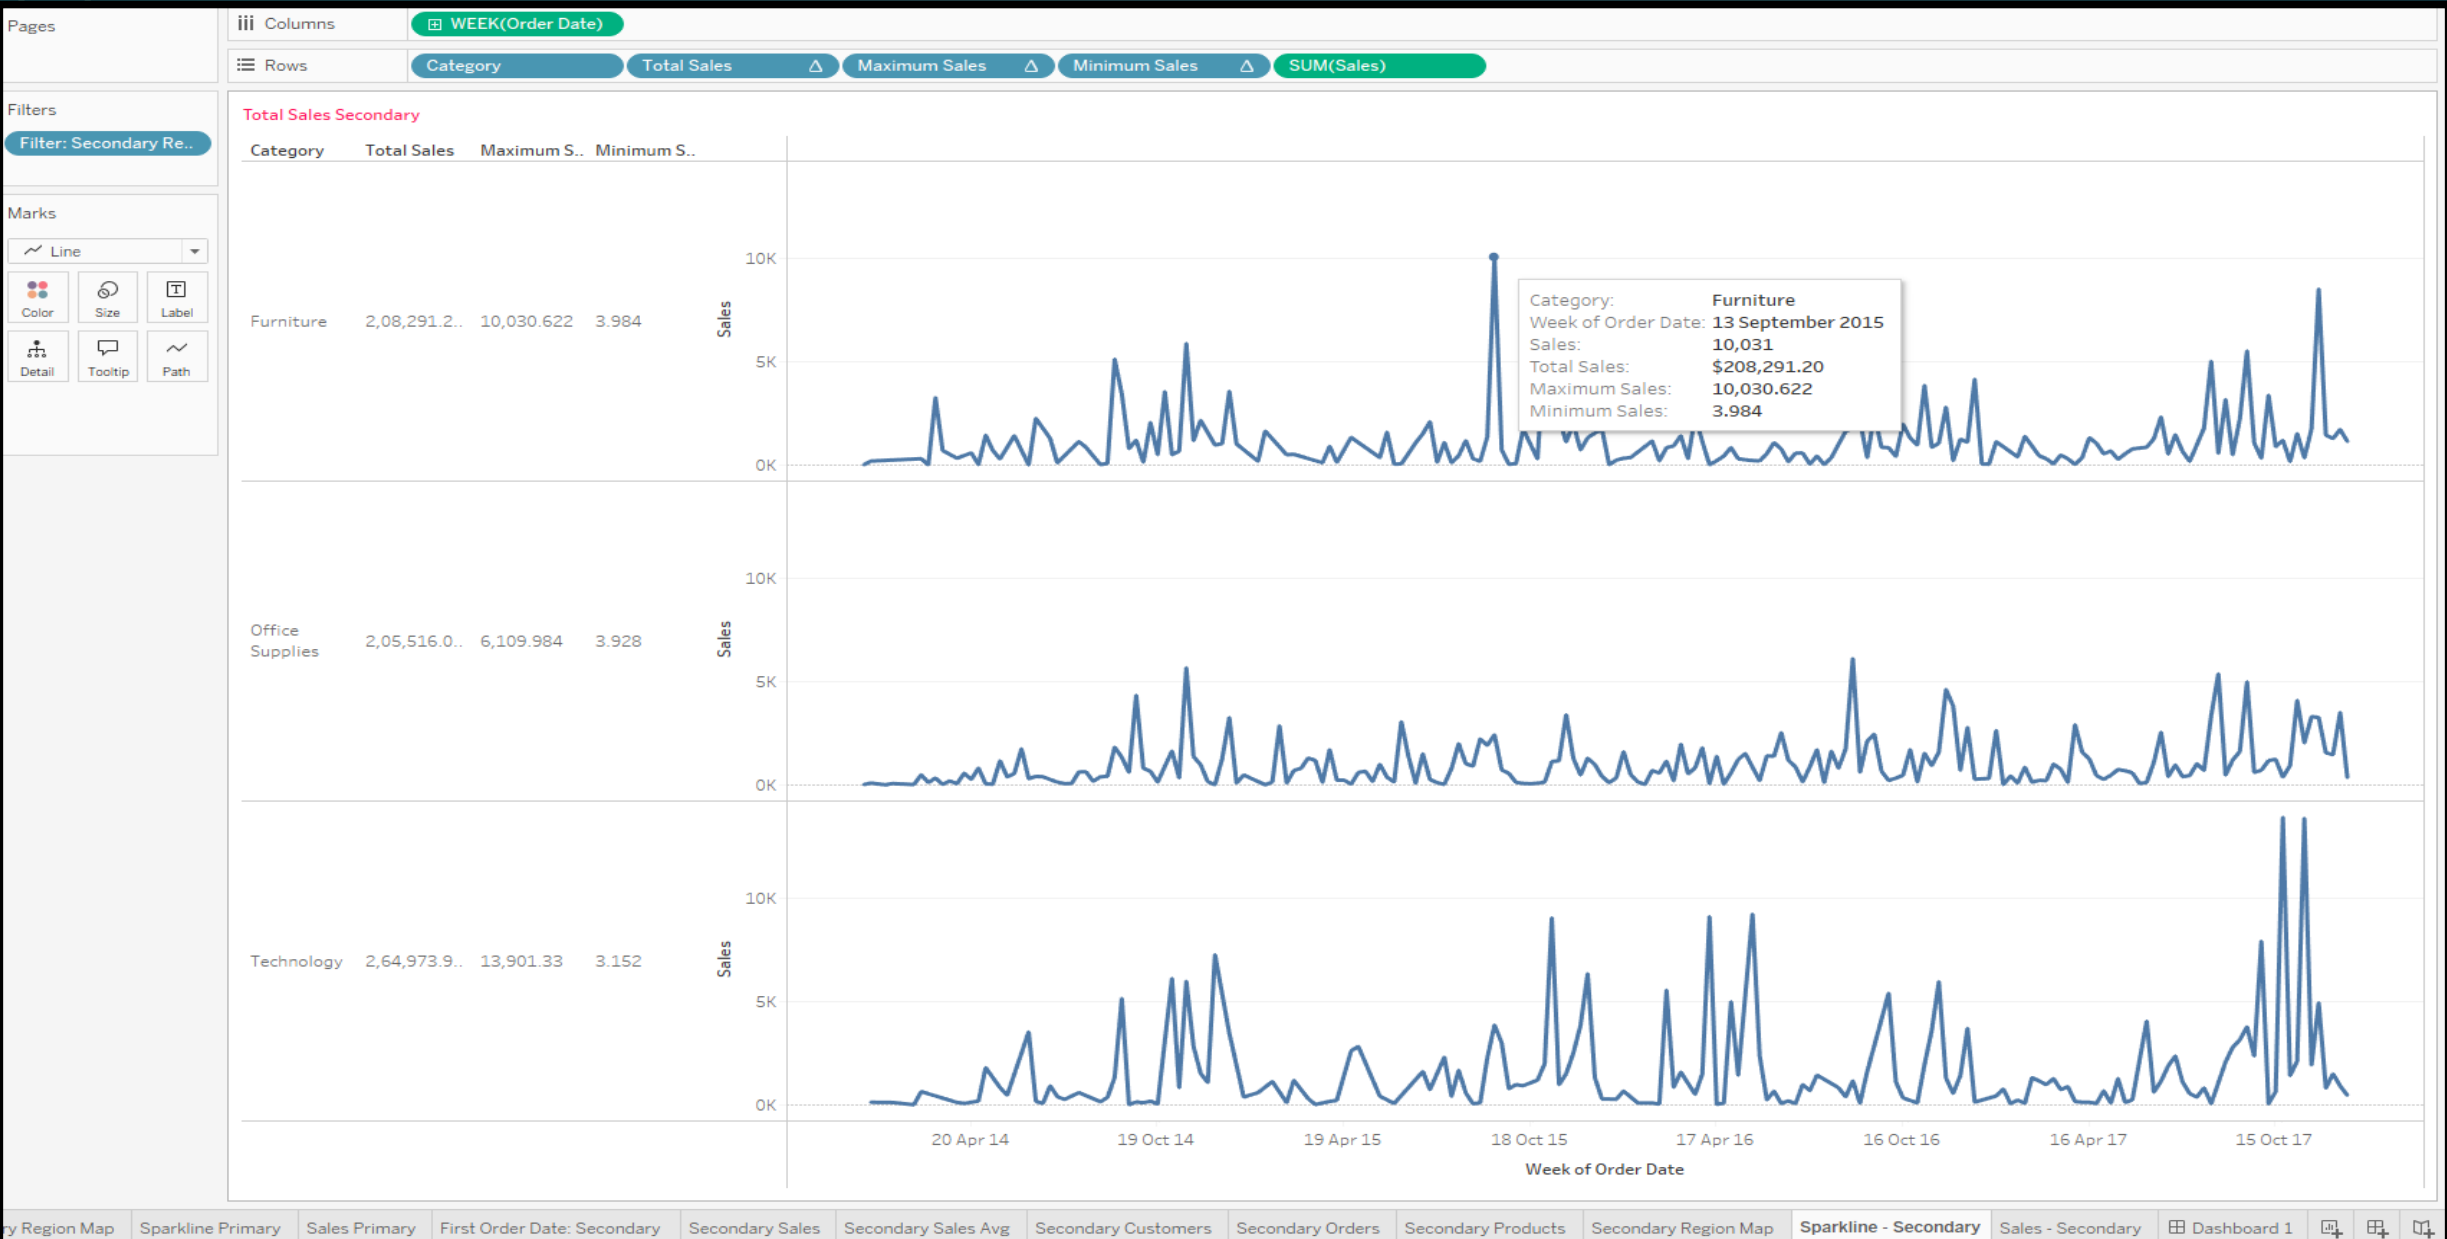 Pages
Columns
WEEK(Order Date)
Rows
Category
Total Sales
Maximum Sales
Minimum Sales
SUM(Sales)
Filters
Filter: Secondary Re..
Marks
Line
Color
Size
Label
Detail
Tooltip
Path
Total Sales Secondary
Category Total Sales Maximum S.. Minimum S..
Furniture 2,08,291.2.. 10,030.622 3.984
Sales
10K
5K
0K
Category: Furniture
Week of Order Date: 13 September 2015
Sales: 10,031
Total Sales: $208,291.20
Maximum Sales: 10,030.622
Minimum Sales: 3.984
Office
Supplies
2,05,516.0.. 6,109.984 3.928
Sales
10K
5K
0K
Technology 2,64,973.9.. 13,901.33 3.152
Sales
10K
5K
0K
20 Apr 14 19 Oct 14 19 Apr 15 18 Oct 15 17 Apr 16 16 Oct 16 16 Apr 17 15 Oct 17
Week of Order Date
ry Region Map Sparkline Primary Sales Primary First Order Date: Secondary Secondary Sales Secondary Sales Avg Secondary Customers Secondary Orders Secondary Products Secondary Region Map Sparkline - Secondary Sales - Secondary Dashboard 1